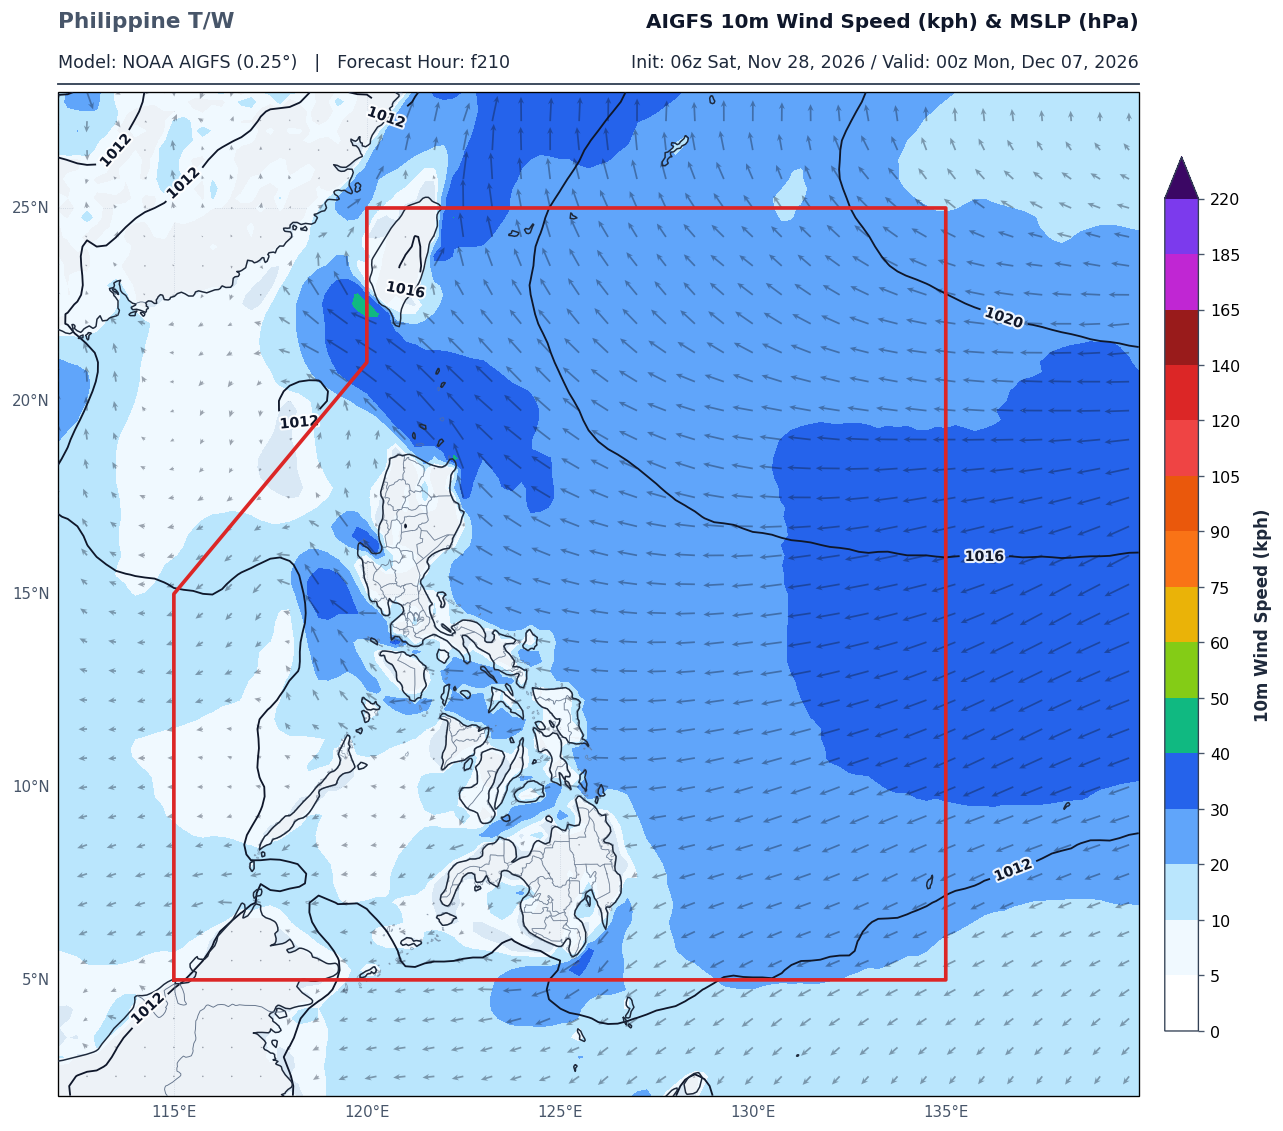 Philippine T/W
AIGFS 10m Wind Speed (kph) & MSLP (hPa)
Model: NOAA AIGFS (0.25°) | Forecast Hour: f210
Init: 06z Sat, Nov 28, 2026 / Valid: 00z Mon, Dec 07, 2026
1012
1012
1012
1016
1020
1012
1016
1012
1012
25°N
20°N
15°N
10°N
5°N
115°E
120°E
125°E
130°E
135°E
220
185
165
140
120
105
90
75
60
50
40
30
20
10
5
0
10m Wind Speed (kph)